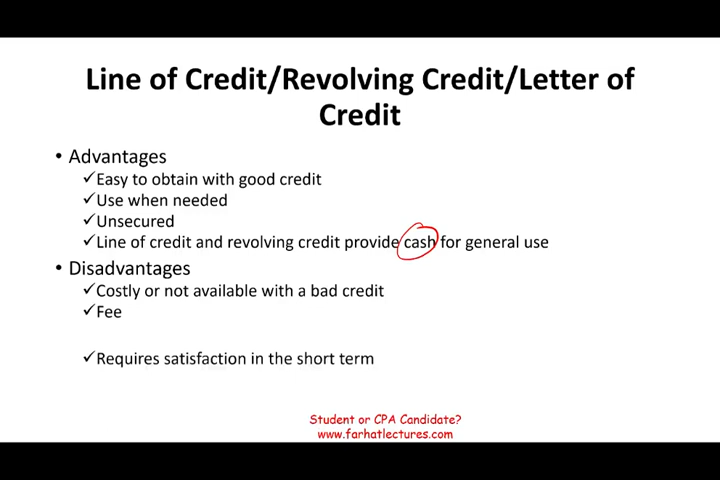 Line of Credit/Revolving Credit/Letter of
Credit
• Advantages
✓Easy to obtain with good credit
✓Use when needed
✓Unsecured
✓Line of credit and revolving credit provide cash for general use
• Disadvantages
✓Costly or not available with a bad credit
✓Fee
✓Requires satisfaction in the short term
Student or CPA Candidate?
www.farhatlectures.com